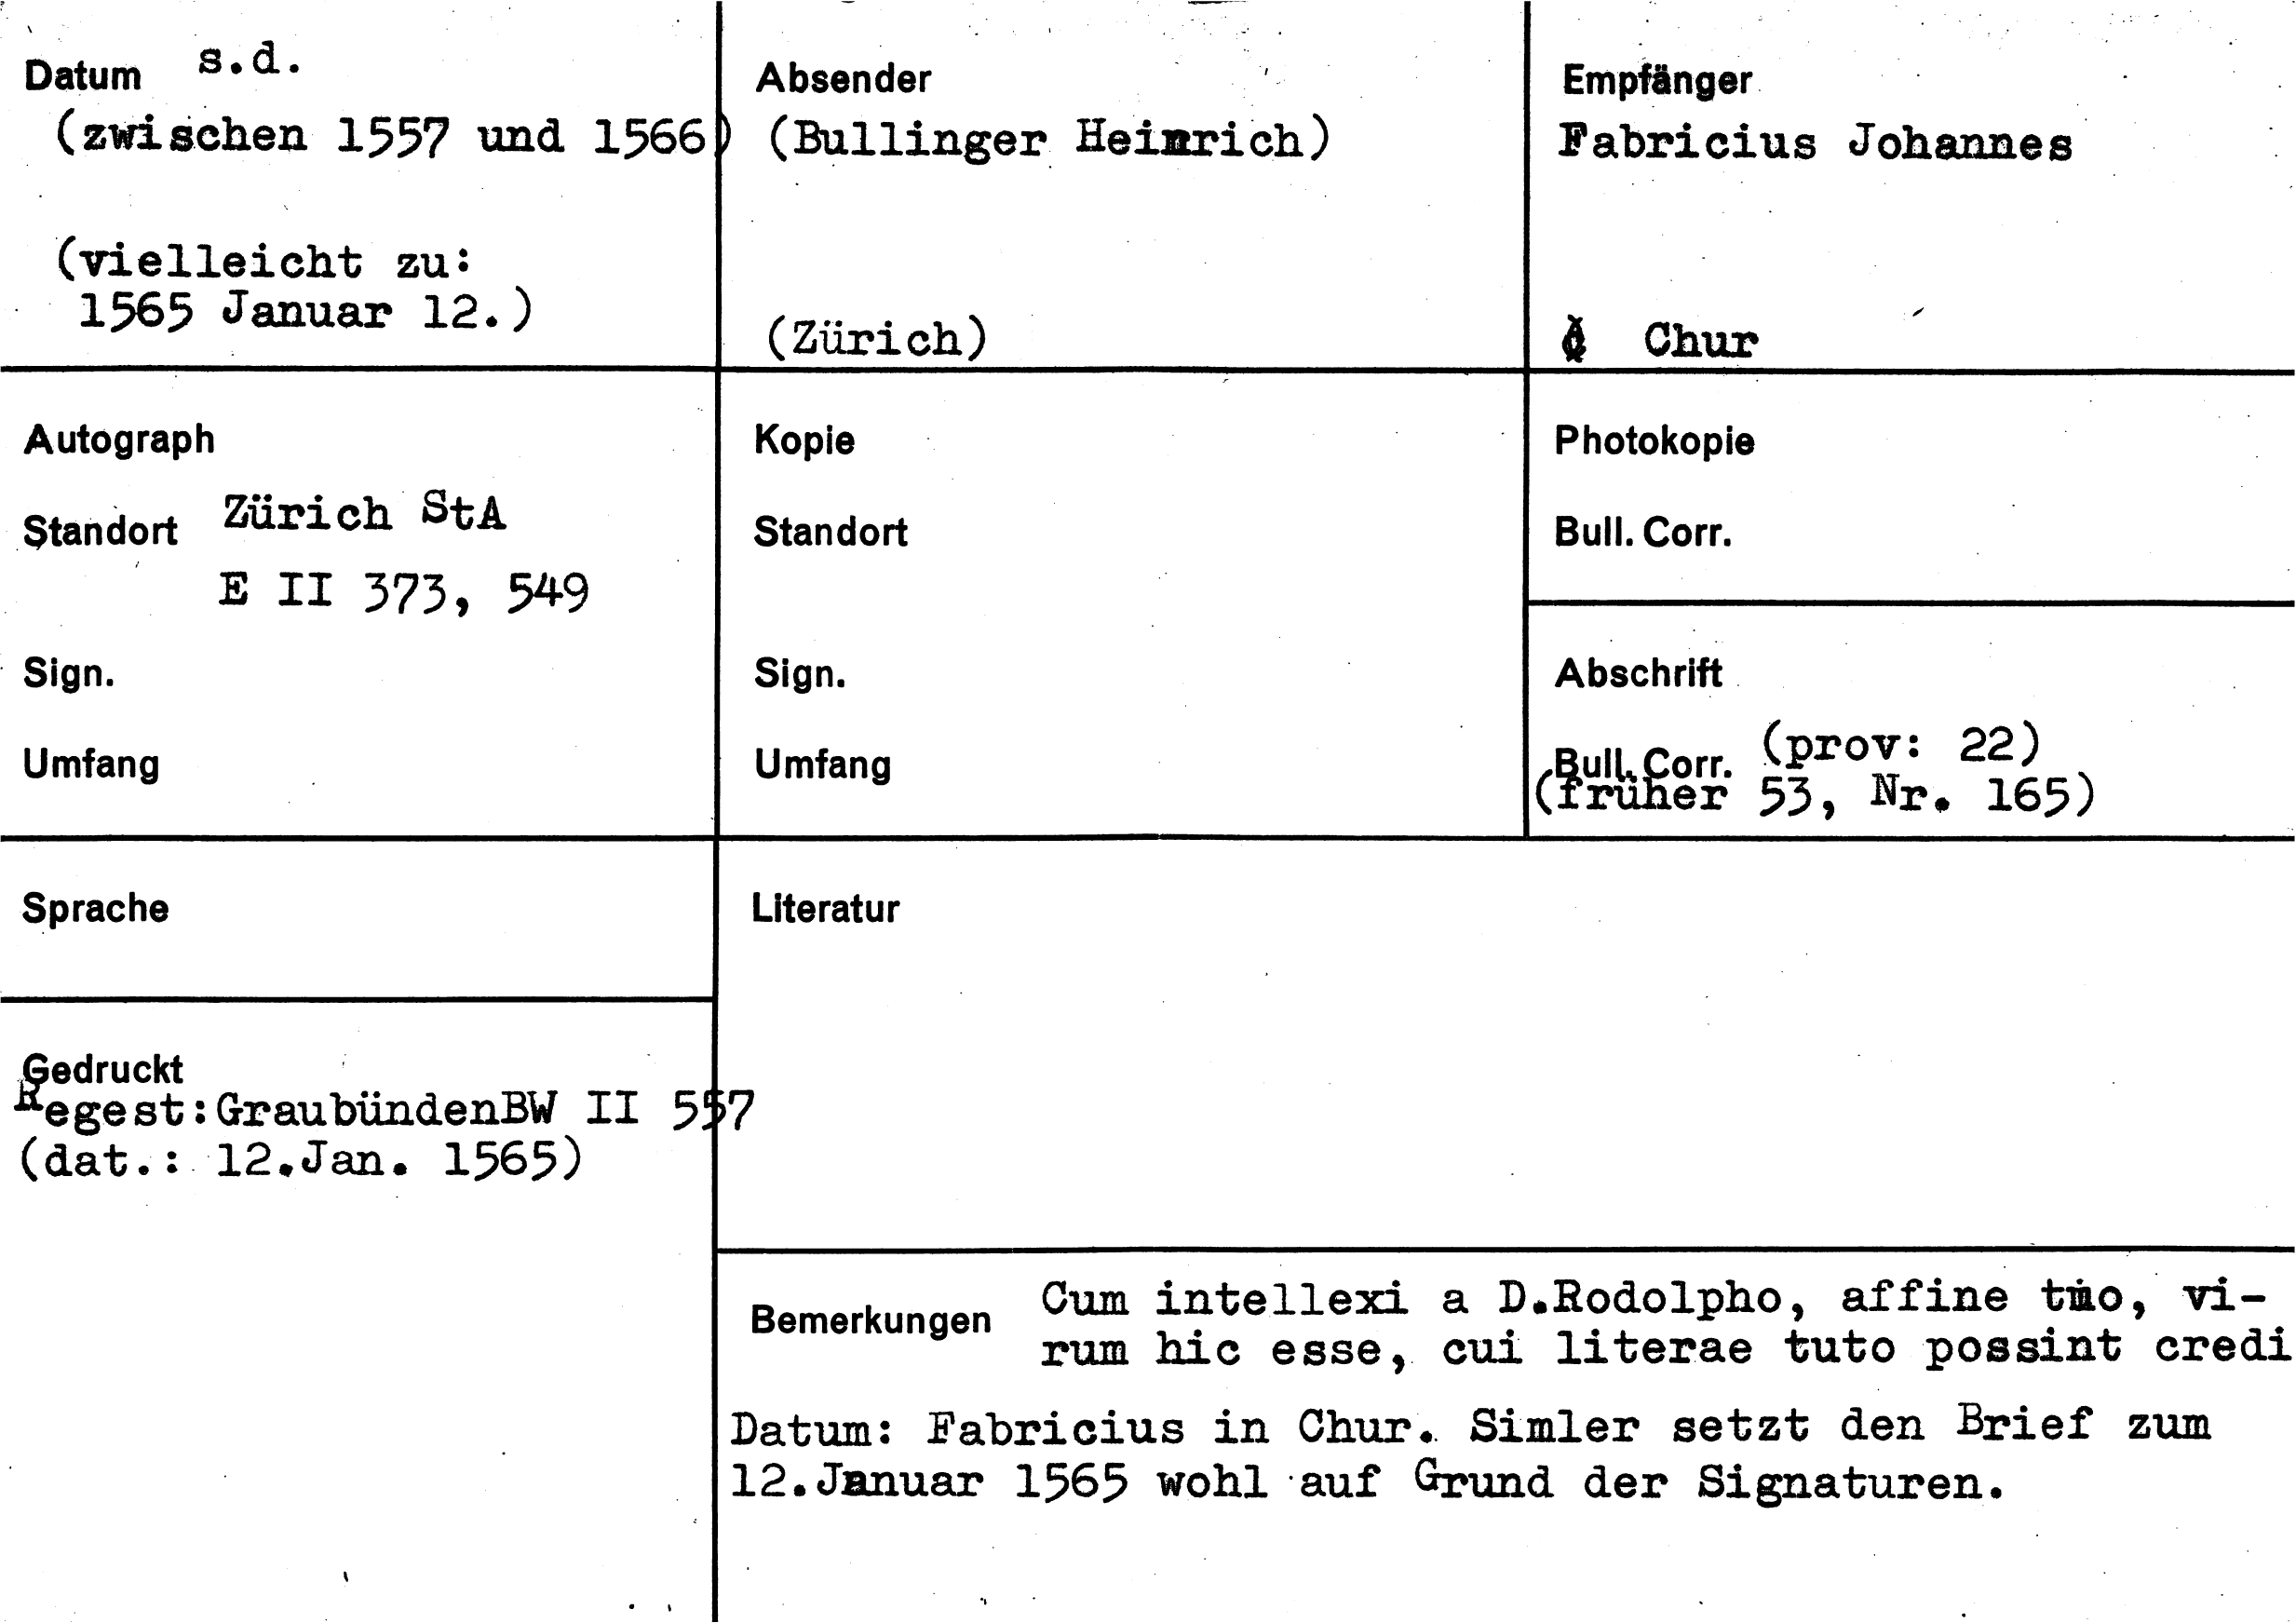 Datum s.d.
(zwischen 1557 und 1566)
(vielleicht zu:
1565 Januar 12.)
Absender
(Bullinger Heinrich)
(Zürich)
Empfänger
Fabricius Johannes
Chur
Autograph
Standort Zürich StA
E II 373, 549
Sign.
Umfang
Kopie
Standort
Sign.
Umfang
Photokopie
Bull. Corr.
Abschrift
Bull. Corr. (prov: 22)
(früher 53, Nr. 165)
Sprache
Literatur
Gedruckt
Regest:GraubündenBW II 557
(dat.: 12.Jan. 1565)
Bemerkungen Cum intellexi a D.Rodolpho, affine tuo, vi-
rum hic esse, cui literae tuto possint credi
Datum: Fabricius in Chur. Simler setzt den Brief zum
12.Januar 1565 wohl auf Grund der Signaturen.